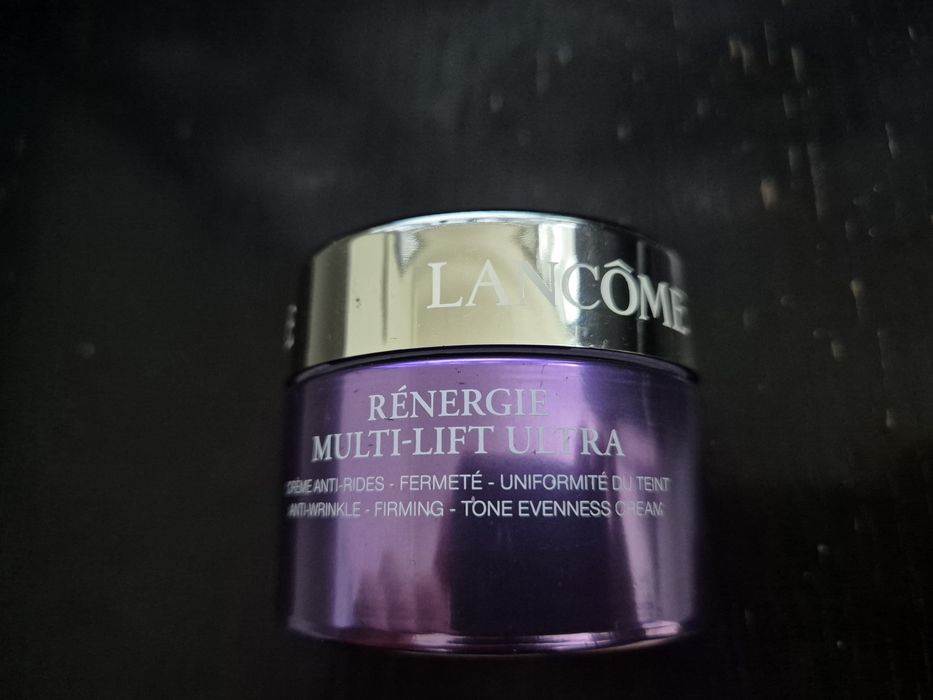 LANCÔME
RÉNERGIE
MULTI-LIFT ULTRA
CRÈME ANTI-RIDES - FERMETÉ - UNIFORMITÉ DU TEINT
ANTI-WRINKLE - FIRMING - TONE EVENNESS CREAM